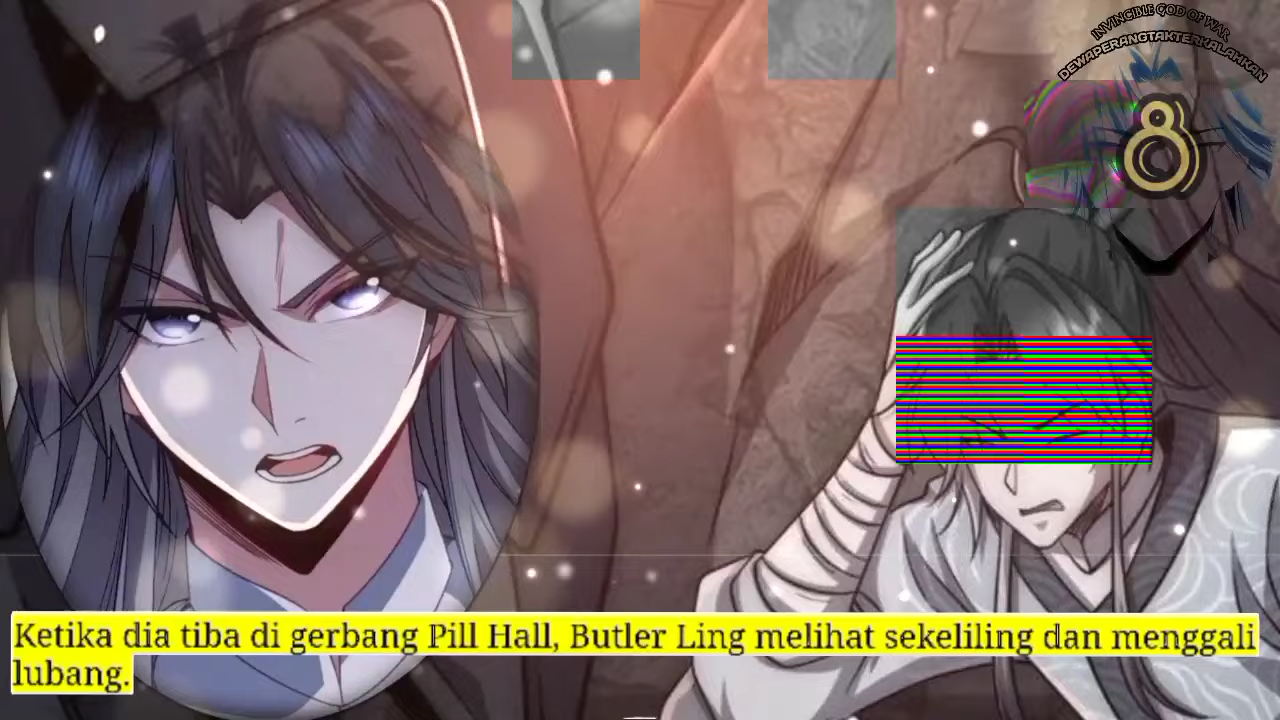 INVINCIBLE GOD OF WAR
DEWAPERANGTAKTERKALAHKAN
8
Ketika dia tiba di gerbang Pill Hall, Butler Ling melihat sekeliling dan menggali
lubang.